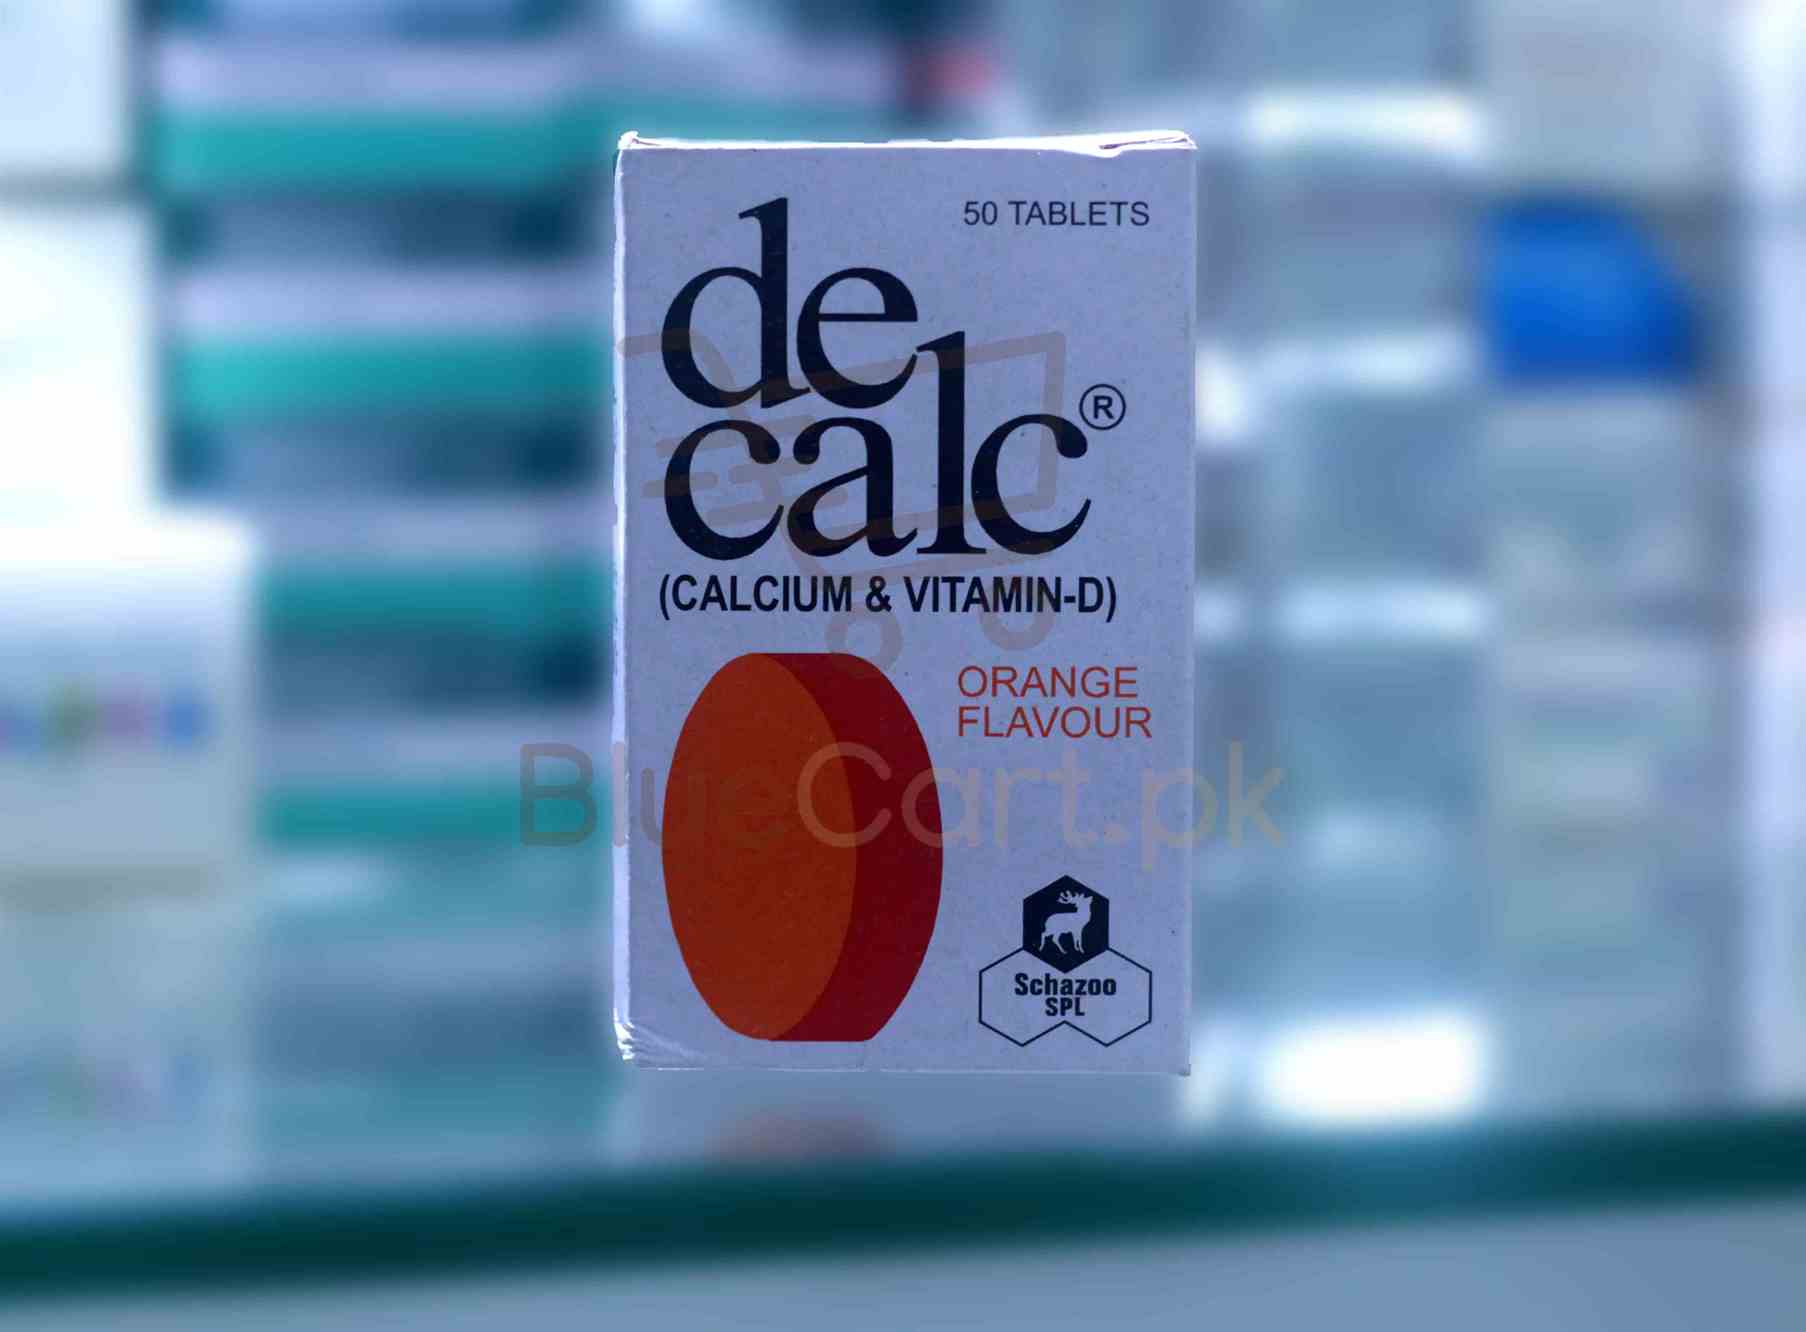 50 TABLETS
de
calc®
(CALCIUM & VITAMIN-D)
ORANGE
FLAVOUR
BlueCart.pk
Schazoo
SPL